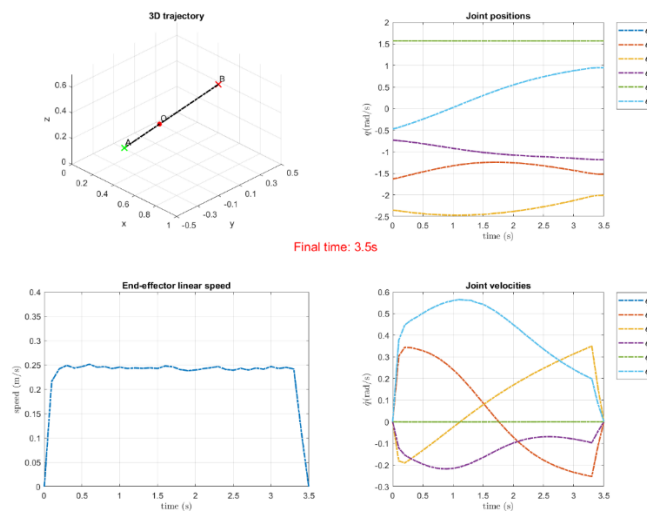 3D trajectory
B
O
A
z
0.6
0.4
0.2
0
0
0.2
0.4
0.6
0.8
1
x
-0.5
-0.3
-0.1
0.1
0.3
0.5
y
Joint positions
2
1.5
1
0.5
0
-0.5
-1
-1.5
-2
-2.5
q(rad/s)
0 0.5 1 1.5 2 2.5 3 3.5
time (s)
Final time: 3.5s
End-effector linear speed
0.4
0.35
0.3
0.25
0.2
0.15
0.1
0.05
0
speed (m/s)
0 0.5 1 1.5 2 2.5 3 3.5
time (s)
Joint velocities
0.6
0.5
0.4
0.3
0.2
0.1
0
-0.1
-0.2
-0.3
q̇(rad/s)
0 0.5 1 1.5 2 2.5 3 3.5
time (s)